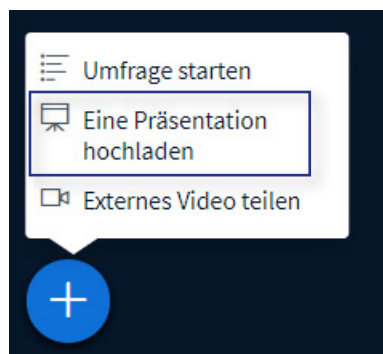 Umfrage starten
Eine Präsentation
hochladen
Externes Video teilen